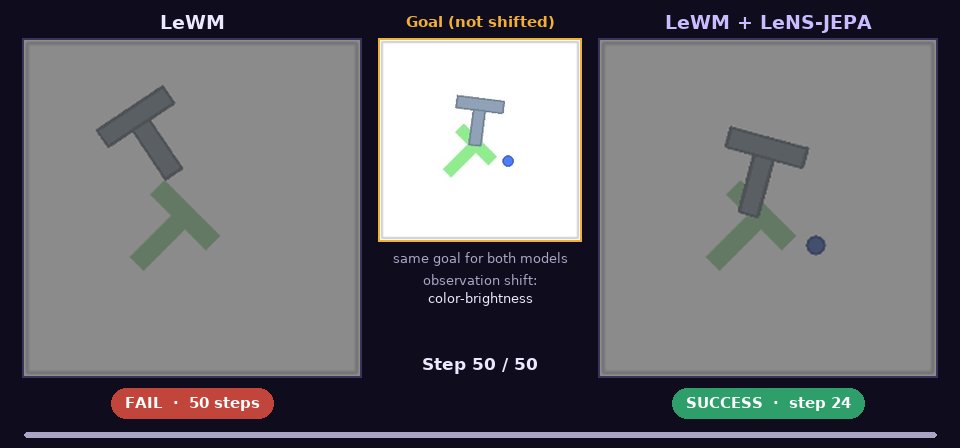 LeWM
Goal (not shifted)
LeWM + LeNS-JEPA
same goal for both models
observation shift:
color-brightness
Step 50 / 50
FAIL · 50 steps
SUCCESS · step 24